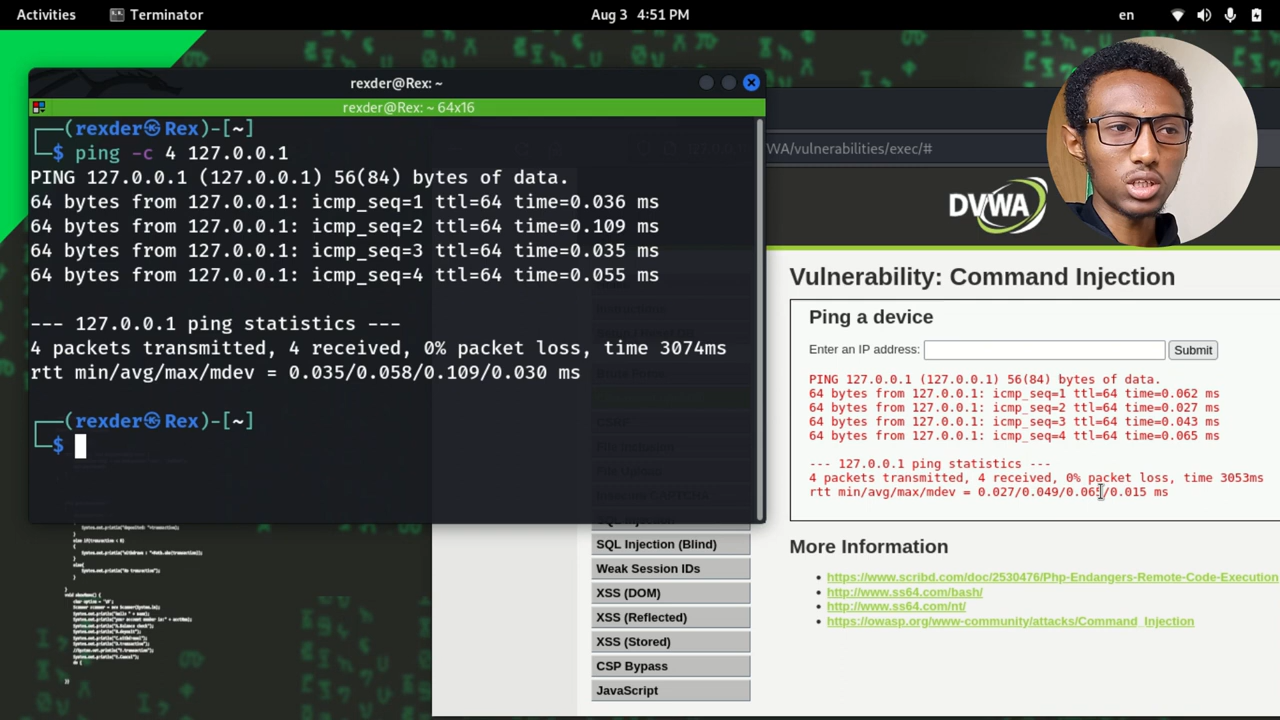 Activities
Terminator
Aug 3 4:51 PM
en
rexder@Rex: ~
rexder@Rex: ~ 64x16
┌──(rexder㉿Rex)-[~]
└─$ ping -c 4 127.0.0.1
PING 127.0.0.1 (127.0.0.1) 56(84) bytes of data.
64 bytes from 127.0.0.1: icmp_seq=1 ttl=64 time=0.036 ms
64 bytes from 127.0.0.1: icmp_seq=2 ttl=64 time=0.109 ms
64 bytes from 127.0.0.1: icmp_seq=3 ttl=64 time=0.035 ms
64 bytes from 127.0.0.1: icmp_seq=4 ttl=64 time=0.055 ms
--- 127.0.0.1 ping statistics ---
4 packets transmitted, 4 received, 0% packet loss, time 3074ms
rtt min/avg/max/mdev = 0.035/0.058/0.109/0.030 ms
┌──(rexder㉿Rex)-[~]
└─$
WA/vulnerabilities/exec/#
DVWA
Vulnerability: Command Injection
Ping a device
Enter an IP address:
Submit
PING 127.0.0.1 (127.0.0.1) 56(84) bytes of data.
64 bytes from 127.0.0.1: icmp_seq=1 ttl=64 time=0.062 ms
64 bytes from 127.0.0.1: icmp_seq=2 ttl=64 time=0.027 ms
64 bytes from 127.0.0.1: icmp_seq=3 ttl=64 time=0.043 ms
64 bytes from 127.0.0.1: icmp_seq=4 ttl=64 time=0.065 ms
--- 127.0.0.1 ping statistics ---
4 packets transmitted, 4 received, 0% packet loss, time 3053ms
rtt min/avg/max/mdev = 0.027/0.049/0.065/0.015 ms
More Information
https://www.scribd.com/doc/2530476/Php-Endangers-Remote-Code-Execution
http://www.ss64.com/bash/
http://www.ss64.com/nt/
https://owasp.org/www-community/attacks/Command_Injection
SQL Injection (Blind)
Weak Session IDs
XSS (DOM)
XSS (Reflected)
XSS (Stored)
CSP Bypass
JavaScript